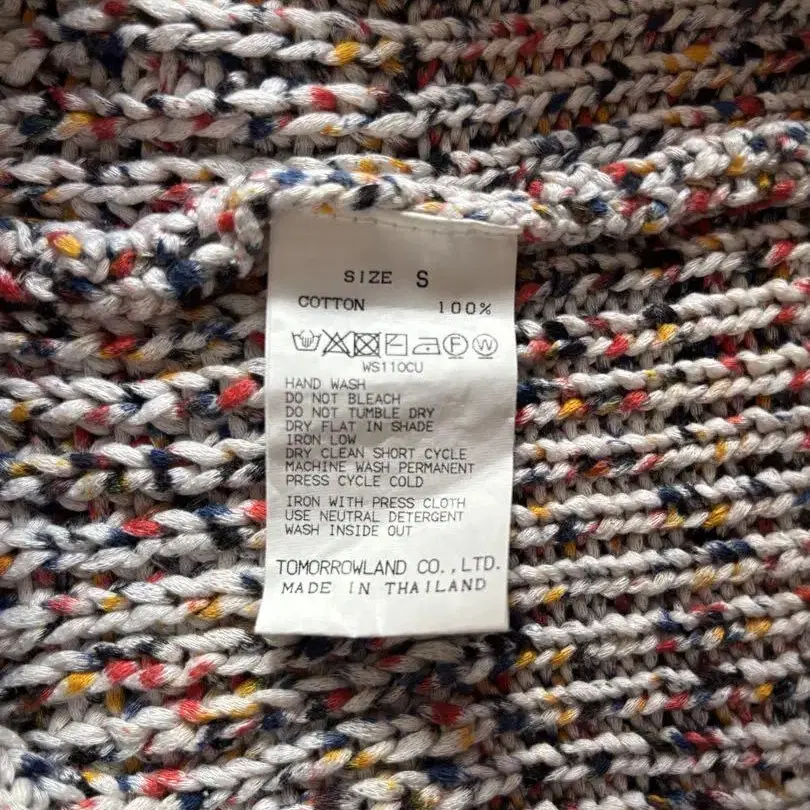 SIZE S
COTTON 100%
F W
WS110CU
HAND WASH
DO NOT BLEACH
DO NOT TUMBLE DRY
DRY FLAT IN SHADE
IRON LOW
DRY CLEAN SHORT CYCLE
MACHINE WASH PERMANENT
PRESS CYCLE COLD
IRON WITH PRESS CLOTH
USE NEUTRAL DETERGENT
WASH INSIDE OUT
TOMORROWLAND CO.,LTD.
MADE IN THAILAND